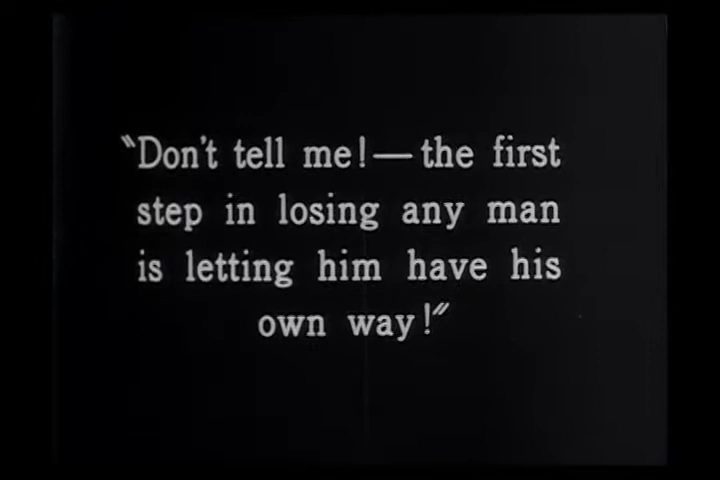 "Don't tell me!—the first
step in losing any man
is letting him have his
own way!"